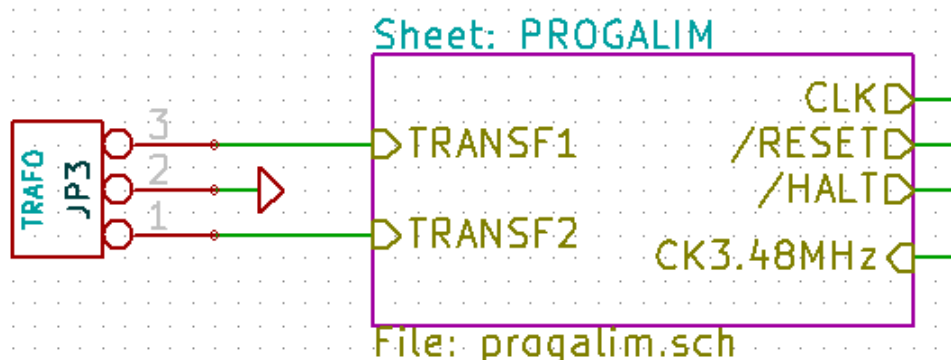 Sheet: PROGALIM
TRAFO
JP3
3
2
1
TRANSF1
TRANSF2
CLK
/RESET
/HALT
CK3.48MHz
File: progalim.sch